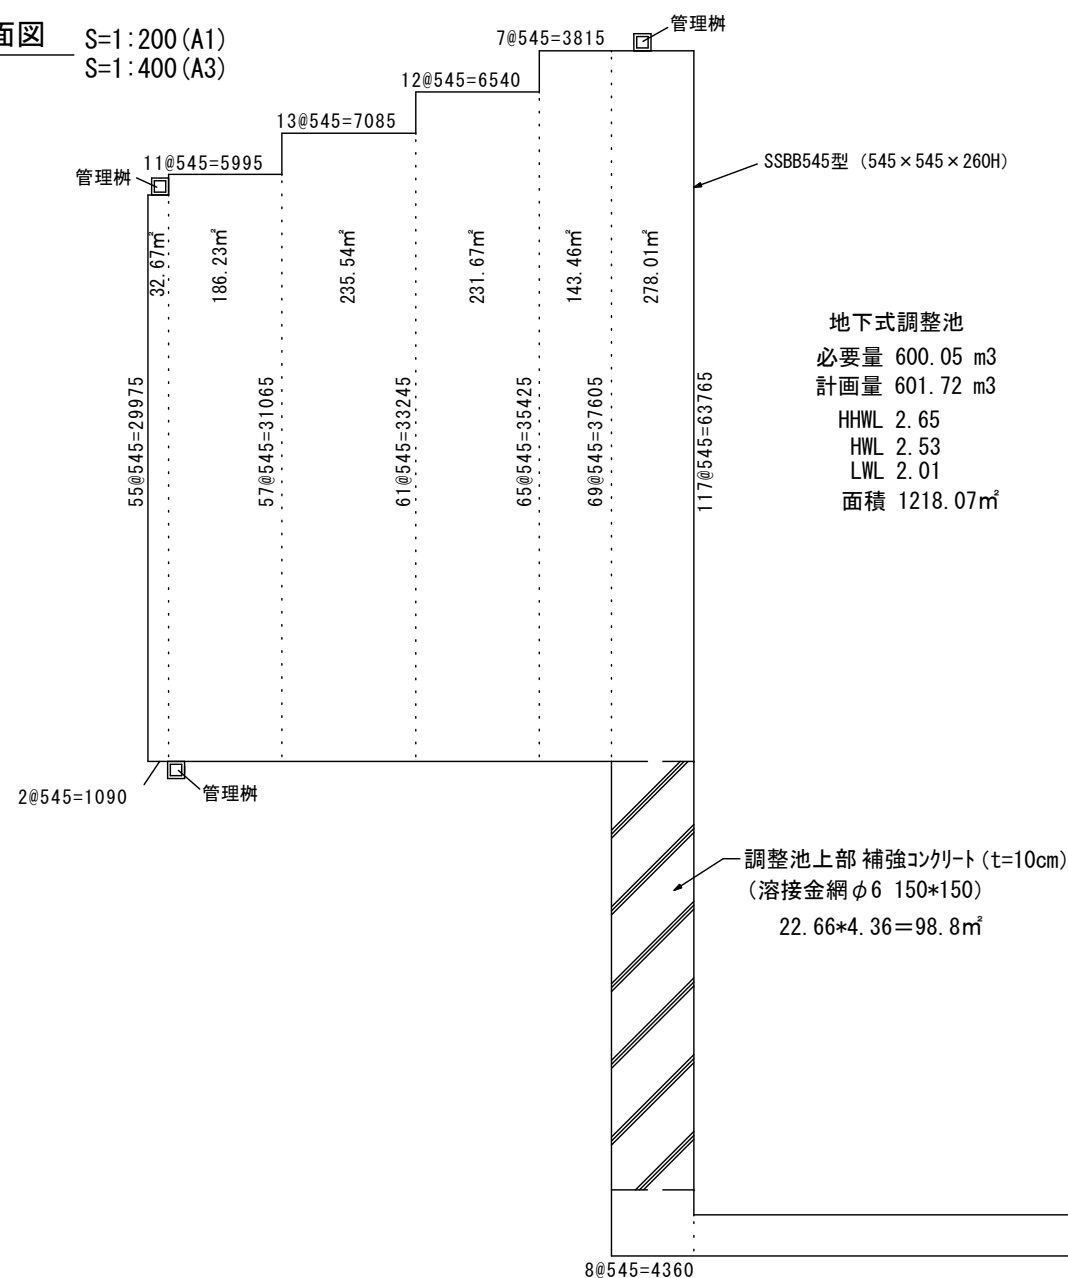 面図
S=1:200(A1)
S=1:400(A3)
7@545=3815
管理桝
12@545=6540
13@545=7085
11@545=5995
管理桝
SSBB545型 (545×545×260H)
32.67㎡
186.23㎡
235.54㎡
231.67㎡
143.46㎡
278.01㎡
地下式調整池
必要量 600.05 m3
計画量 601.72 m3
HHWL 2.65
HWL 2.53
LWL 2.01
面積 1218.07㎡
55@545=29975
57@545=31065
61@545=33245
65@545=35425
69@545=37605
117@545=63765
2@545=1090
管理桝
調整池上部 補強コンクリート(t=10cm)
(溶接金網φ6 150*150)
22.66*4.36=98.8㎡
8@545=4360